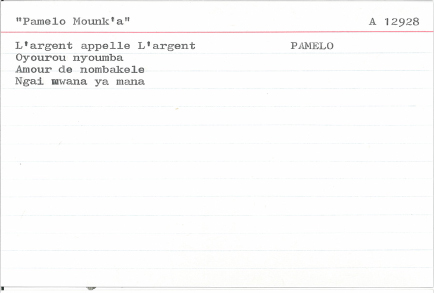 "Pamelo Mounk'a" A 12928
L'argent appelle L'argent PAMELO
Oyourou nyoumba
Amour de nombakele
Ngai mwana ya mana